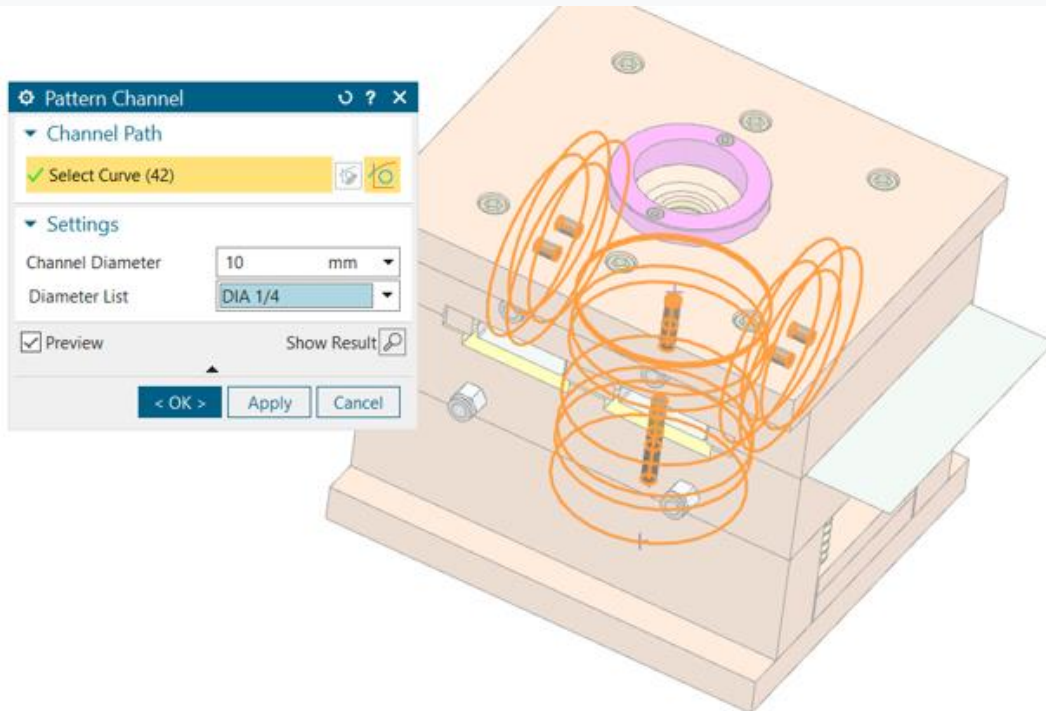 Pattern Channel
Channel Path
Select Curve (42)
Settings
Channel Diameter 10 mm
Diameter List DIA 1/4
Preview Show Result
< OK > Apply Cancel